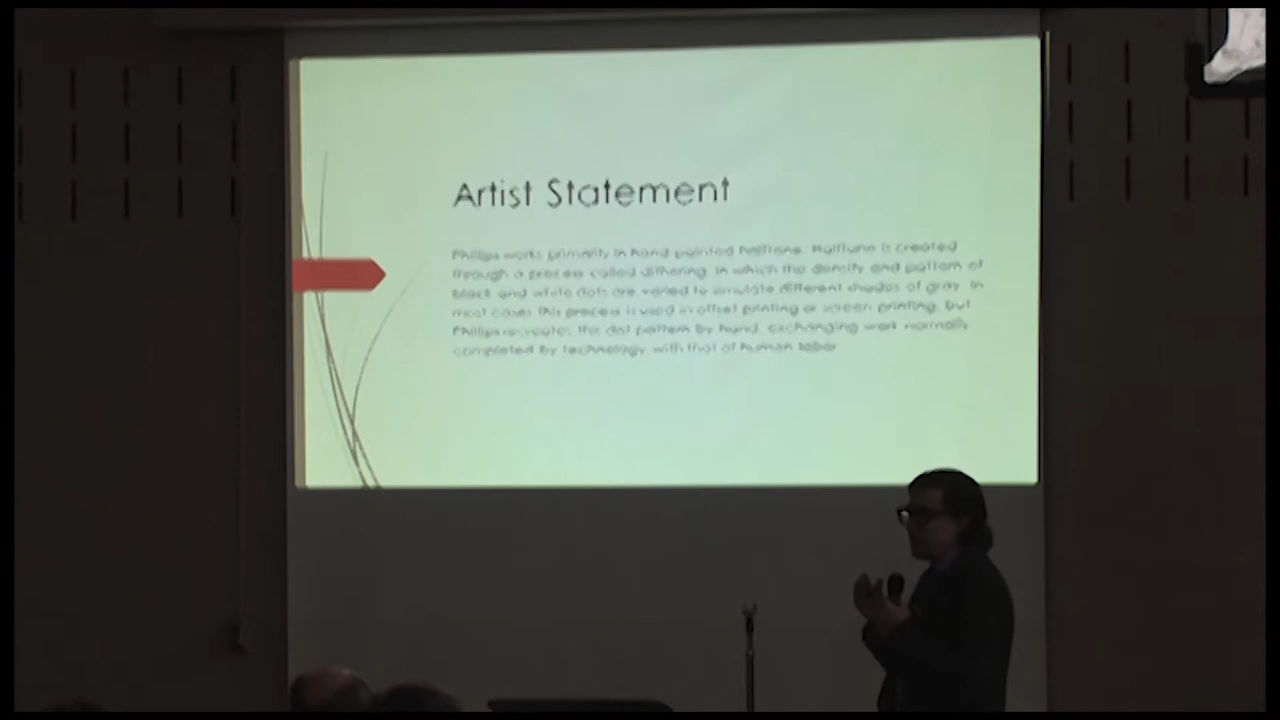 Artist Statement
Phillips works primarily in hand painted halftone. Halftone is created
through a process called dithering, in which the density and pattern of
black and white dots are varied to simulate different shades of gray. In
most cases this process is used in offset printing or screen printing, but
Phillips recreates the dot pattern by hand, exchanging work normally
completed by technology with that of human labor